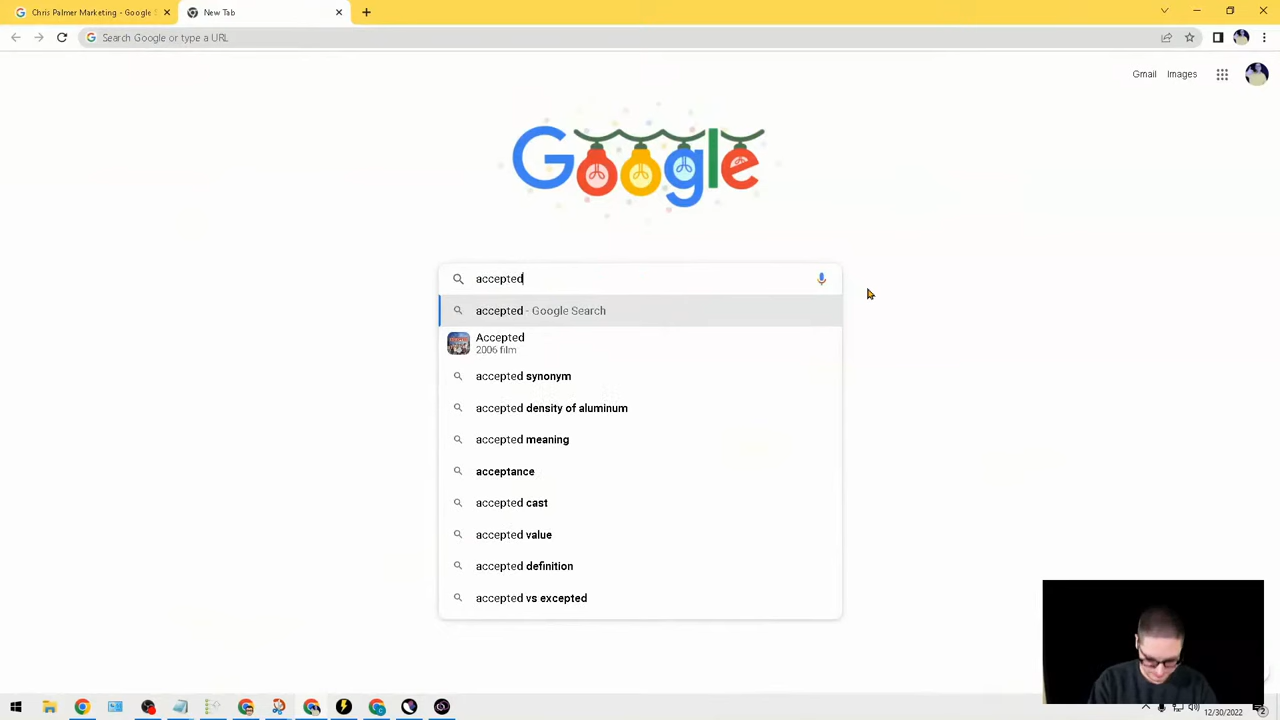 Chris Palmer Marketing - Google S
New Tab
Search Google or type a URL
Gmail Images
Google
accepted
accepted - Google Search
Accepted
2006 film
accepted synonym
accepted density of aluminum
accepted meaning
acceptance
accepted cast
accepted value
accepted definition
accepted vs excepted
12/30/2022
2